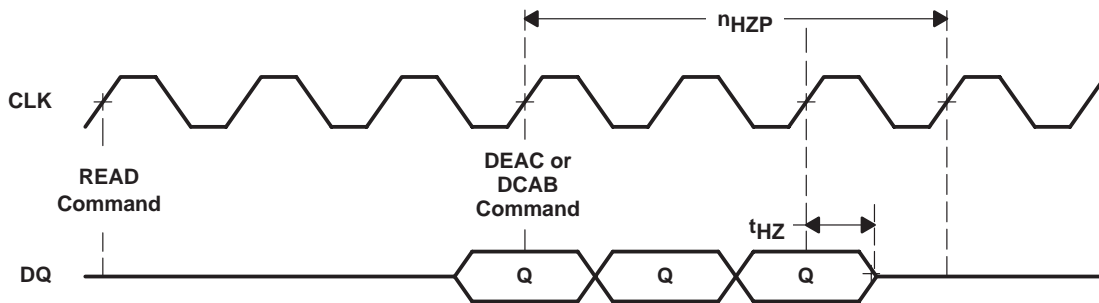 nHZP
CLK
READ
Command
DEAC or
DCAB
Command
tHZ
DQ
Q
Q
Q